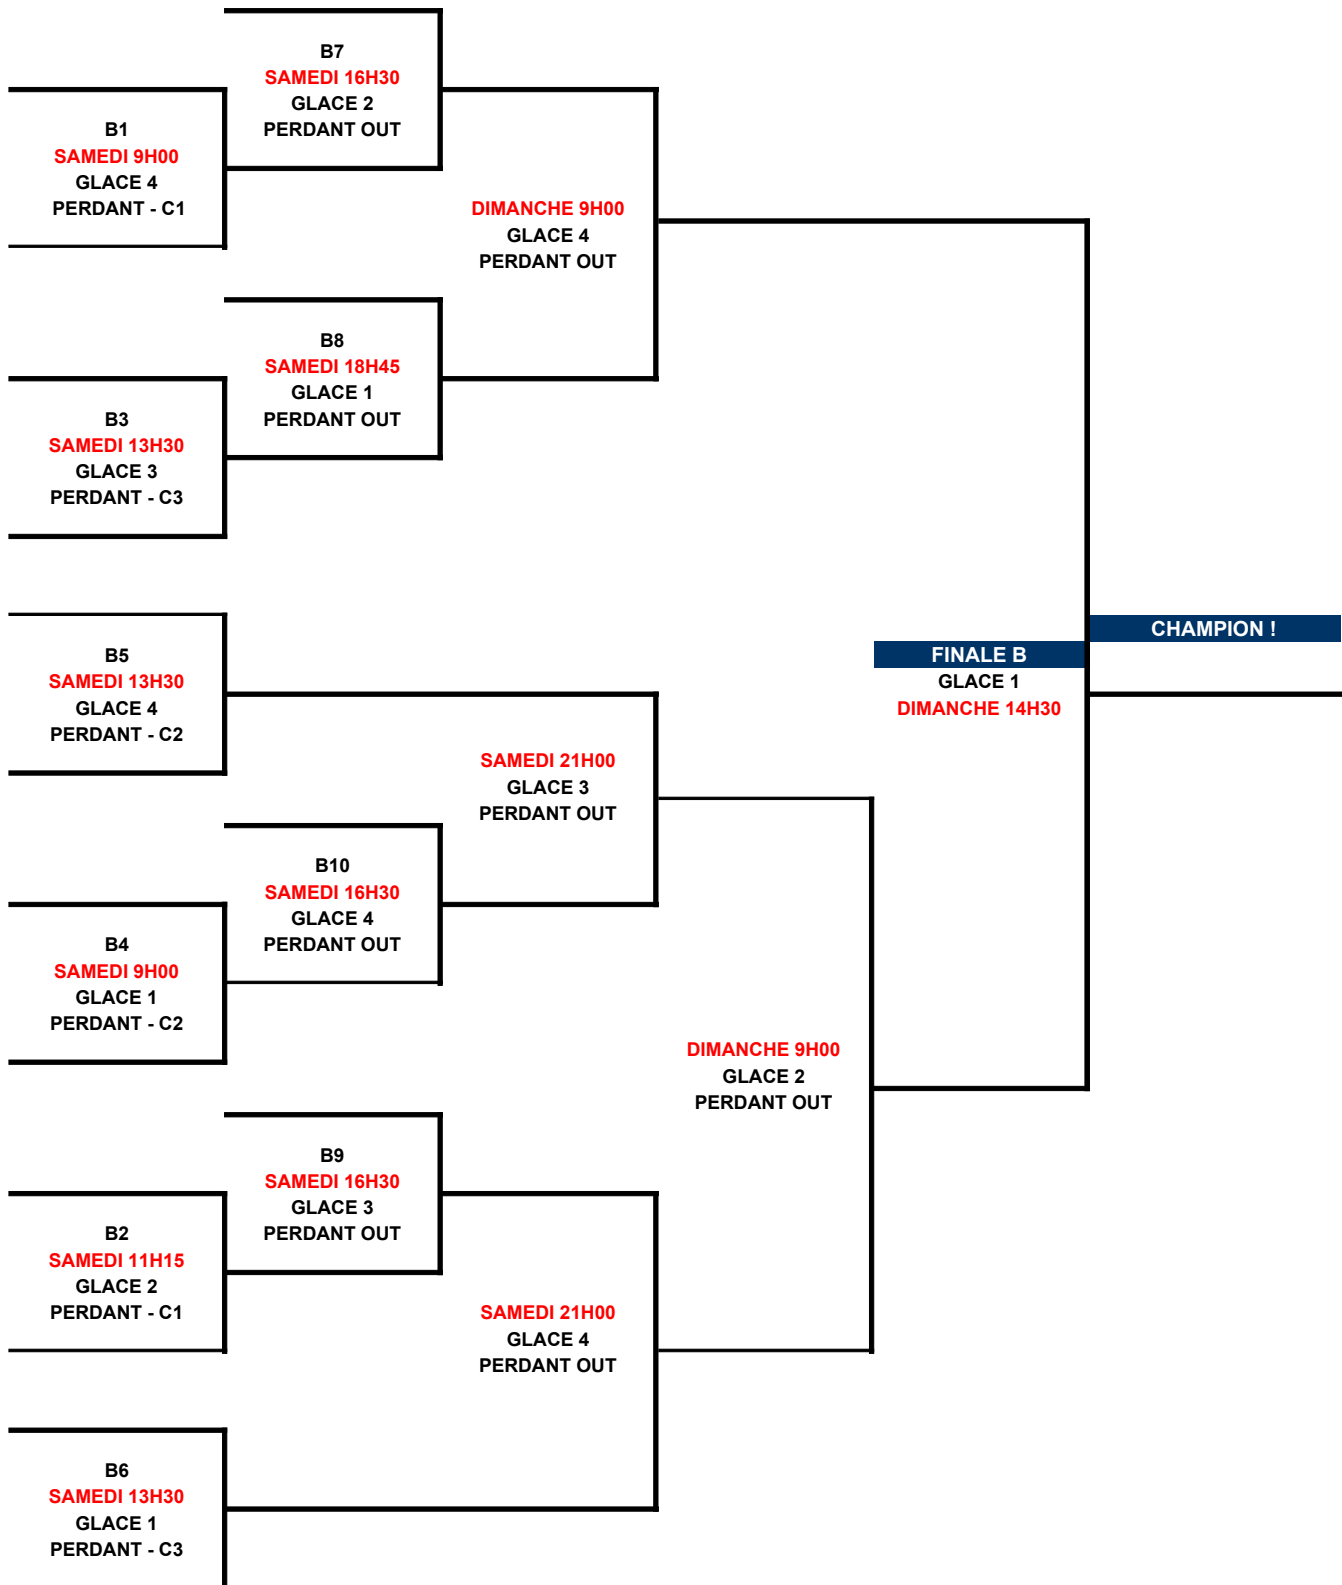 B7
SAMEDI 16H30
GLACE 2
PERDANT OUT
B1
SAMEDI 9H00
GLACE 4
PERDANT - C1
DIMANCHE 9H00
GLACE 4
PERDANT OUT
B8
SAMEDI 18H45
GLACE 1
PERDANT OUT
B3
SAMEDI 13H30
GLACE 3
PERDANT - C3
B5
SAMEDI 13H30
GLACE 4
PERDANT - C2
CHAMPION !
FINALE B
GLACE 1
DIMANCHE 14H30
SAMEDI 21H00
GLACE 3
PERDANT OUT
B10
SAMEDI 16H30
GLACE 4
PERDANT OUT
B4
SAMEDI 9H00
GLACE 1
PERDANT - C2
DIMANCHE 9H00
GLACE 2
PERDANT OUT
B9
SAMEDI 16H30
GLACE 3
PERDANT OUT
B2
SAMEDI 11H15
GLACE 2
PERDANT - C1
SAMEDI 21H00
GLACE 4
PERDANT OUT
B6
SAMEDI 13H30
GLACE 1
PERDANT - C3